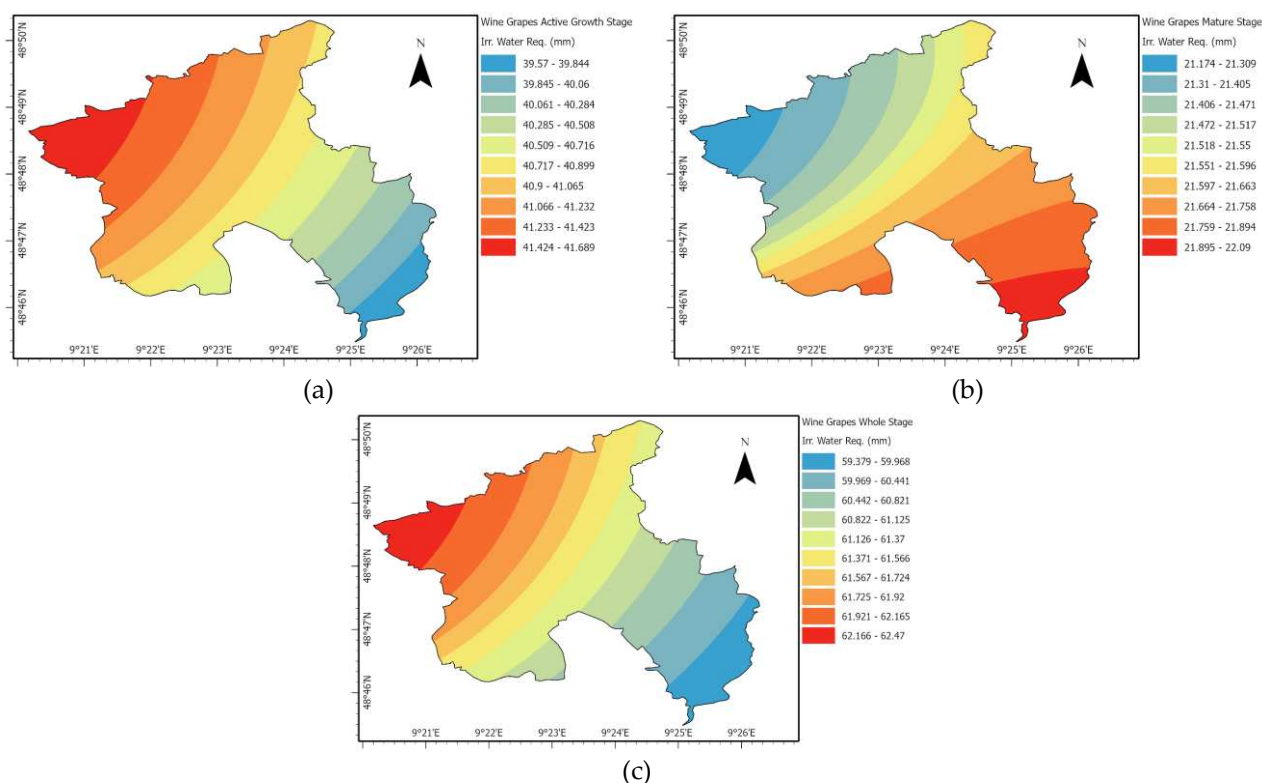 Wine Grapes Active Growth Stage
Irr. Water Req. (mm)
39.57 - 39.844
39.845 - 40.06
40.061 - 40.284
40.285 - 40.508
40.509 - 40.716
40.717 - 40.899
40.9 - 41.065
41.066 - 41.232
41.233 - 41.423
41.424 - 41.689
N
48°50'N
48°49'N
48°48'N
48°47'N
48°46'N
9°21'E 9°22'E 9°23'E 9°24'E 9°25'E 9°26'E
(a)
Wine Grapes Mature Stage
Irr. Water Req. (mm)
21.174 - 21.309
21.31 - 21.405
21.406 - 21.471
21.472 - 21.517
21.518 - 21.55
21.551 - 21.596
21.597 - 21.663
21.664 - 21.758
21.759 - 21.894
21.895 - 22.09
N
48°50'N
48°49'N
48°48'N
48°47'N
48°46'N
9°21'E 9°22'E 9°23'E 9°24'E 9°25'E 9°26'E
(b)
Wine Grapes Whole Stage
Irr. Water Req. (mm)
59.379 - 59.968
59.969 - 60.441
60.442 - 60.821
60.822 - 61.125
61.126 - 61.37
61.371 - 61.566
61.567 - 61.724
61.725 - 61.92
61.921 - 62.165
62.166 - 62.47
N
48°50'N
48°49'N
48°48'N
48°47'N
48°46'N
9°21'E 9°22'E 9°23'E 9°24'E 9°25'E 9°26'E
(c)